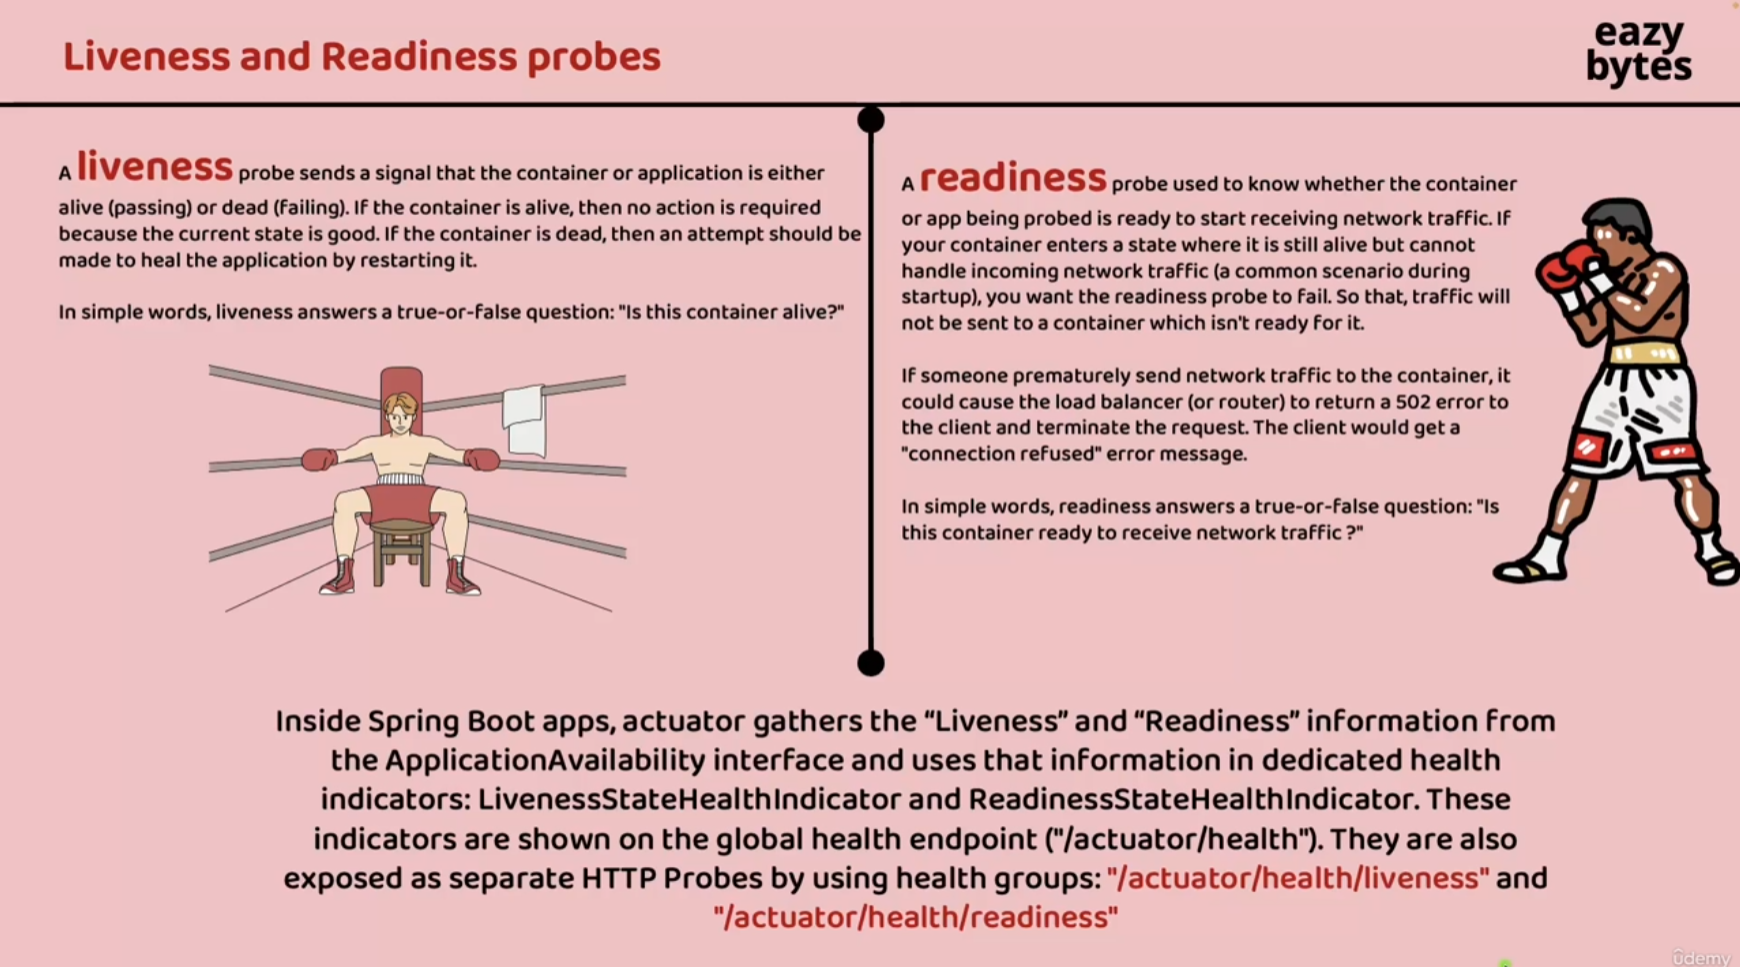 Liveness and Readiness probes
eazy
bytes
A liveness probe sends a signal that the container or application is either
alive (passing) or dead (failing). If the container is alive, then no action is required
because the current state is good. If the container is dead, then an attempt should be
made to heal the application by restarting it.
In simple words, liveness answers a true-or-false question: "Is this container alive?"
A readiness probe used to know whether the container
or app being probed is ready to start receiving network traffic. If
your container enters a state where it is still alive but cannot
handle incoming network traffic (a common scenario during
startup), you want the readiness probe to fail. So that, traffic will
not be sent to a container which isn't ready for it.
If someone prematurely send network traffic to the container, it
could cause the load balancer (or router) to return a 502 error to
the client and terminate the request. The client would get a
"connection refused" error message.
In simple words, readiness answers a true-or-false question: "Is
this container ready to receive network traffic ?"
Inside Spring Boot apps, actuator gathers the “Liveness” and “Readiness” information from
the ApplicationAvailability interface and uses that information in dedicated health
indicators: LivenessStateHealthIndicator and ReadinessStateHealthIndicator. These
indicators are shown on the global health endpoint ("/actuator/health"). They are also
exposed as separate HTTP Probes by using health groups: "/actuator/health/liveness" and
"/actuator/health/readiness"
ûdemy